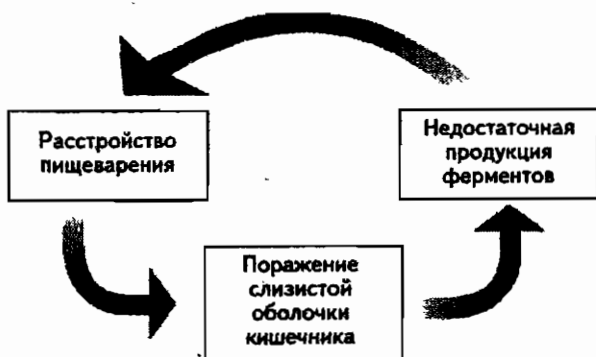 Расстройство
пищеварения
Недостаточная
продукция
ферментов
Поражение
слизистой
оболочки
кишечника